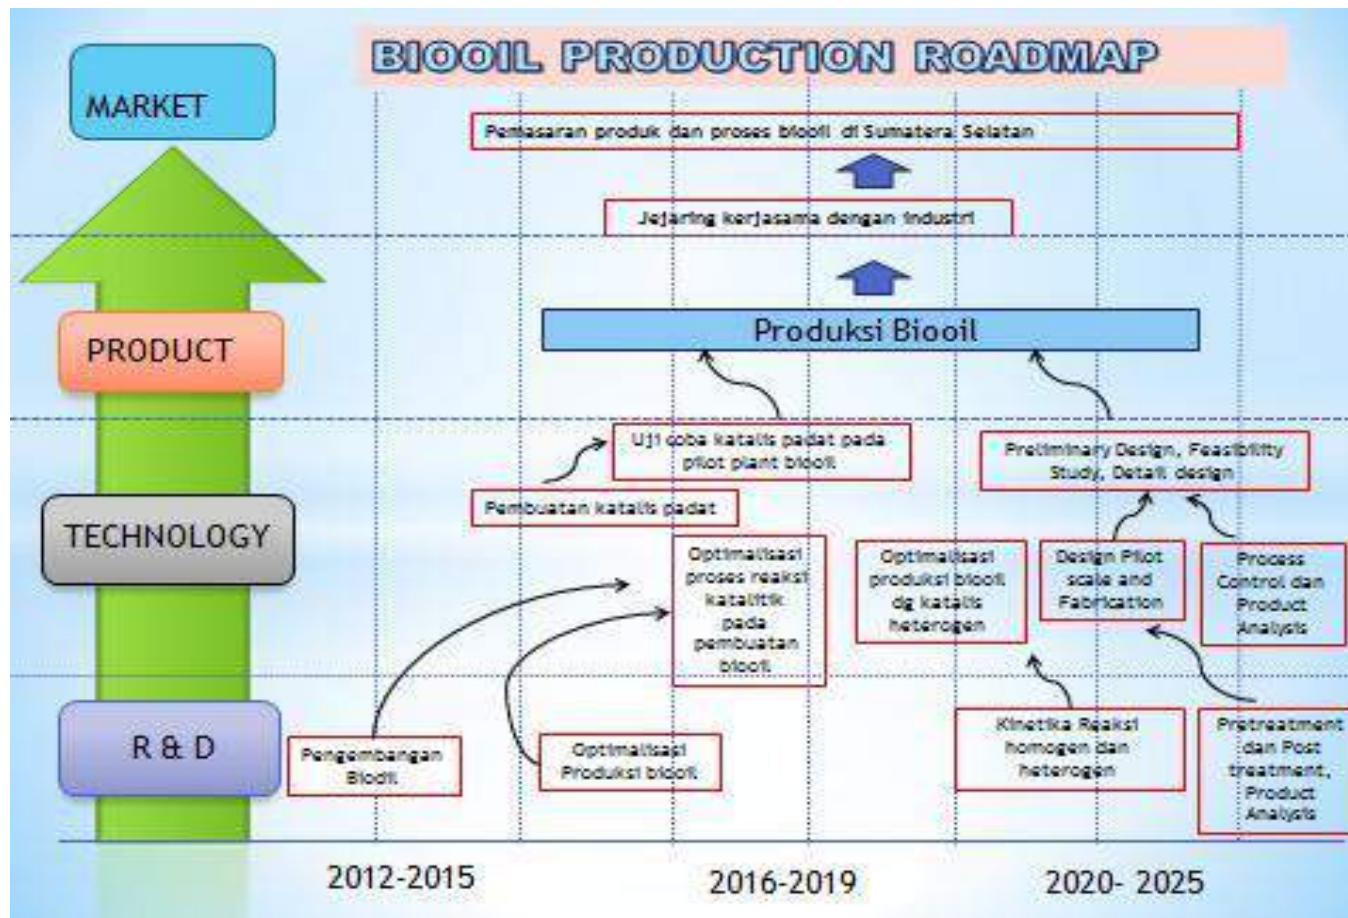 BIOOIL PRODUCTION ROADMAP
MARKET
Pemasaran produk dan proses biooil di Sumatera Selatan
Jejaring kerjasama dengan industri
PRODUCT
Produksi Biooil
Uji coba katalis padat pada
pilot plant biooil
Preliminary Design, Feasibility
Study, Detail design
Pembuatan katalis padat
TECHNOLOGY
Optimalisasi
proses reaksi
katalitik
pada
pembuatan
biooil
Optimalisasi
produksi biooil
dg katalis
heterogen
Design Pilot
scale and
Fabrication
Process
Control dan
Product
Analysis
R & D
Pengembangan
Optimalisasi
Produksi biooil
Kinetika Reaksi
homogen dan
heterogen
Pretreatment
dan Post
treatment,
Product
Analysis
2012-2015
2016-2019
2020- 2025